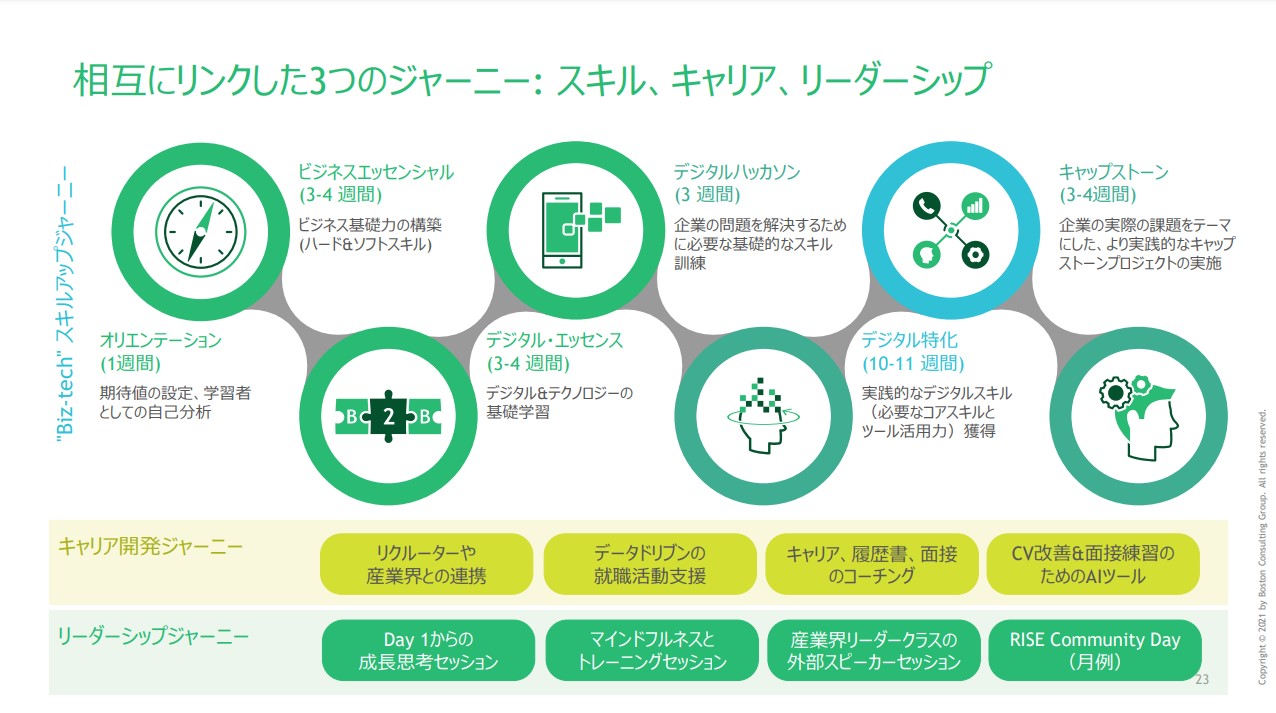 相互にリンクした3つのジャーニー: スキル、キャリア、リーダーシップ
"Biz-tech" スキルアップジャーニー
オリエンテーション
(1週間)
期待値の設定、学習者
としての自己分析
ビジネスエッセンシャル
(3-4 週間)
ビジネス基礎力の構築
(ハード&ソフトスキル)
B 2 B
デジタル・エッセンス
(3-4 週間)
デジタル&テクノロジーの
基礎学習
デジタルハッカソン
(3 週間)
企業の問題を解決するため
に必要な基礎的なスキル
訓練
デジタル特化
(10-11 週間)
実践的なデジタルスキル
（必要なコアスキルと
ツール活用力）獲得
キャップストーン
(3-4週間)
企業の実際の課題をテーマ
にした、より実践的なキャップ
ストーンプロジェクトの実施
キャリア開発ジャーニー
リクルーターや
産業界との連携
データドリブンの
就職活動支援
キャリア、履歴書、面接
のコーチング
CV改善&面接練習の
ためのAIツール
リーダーシップジャーニー
Day 1からの
成長思考セッション
マインドフルネスと
トレーニングセッション
産業界リーダークラスの
外部スピーカーセッション
RISE Community Day
（月例）
23
Copyright © 2021 by Boston Consulting Group. All rights reserved.